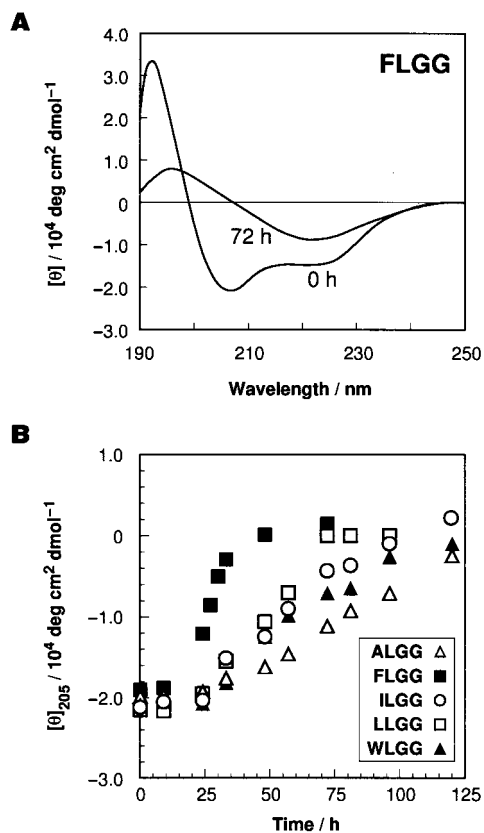 A
FLGG
[θ] / 10⁴ deg cm² dmol⁻¹
4.0
3.0
2.0
1.0
0
−1.0
−2.0
−3.0
72 h
0 h
190
210
230
250
Wavelength / nm
B
[θ]₂₀₅ / 10⁴ deg cm² dmol⁻¹
1.0
0
−1.0
−2.0
−3.0
ALGG △
FLGG ■
ILGG ○
LLGG □
WLGG ▲
0
25
50
75
100
125
Time / h